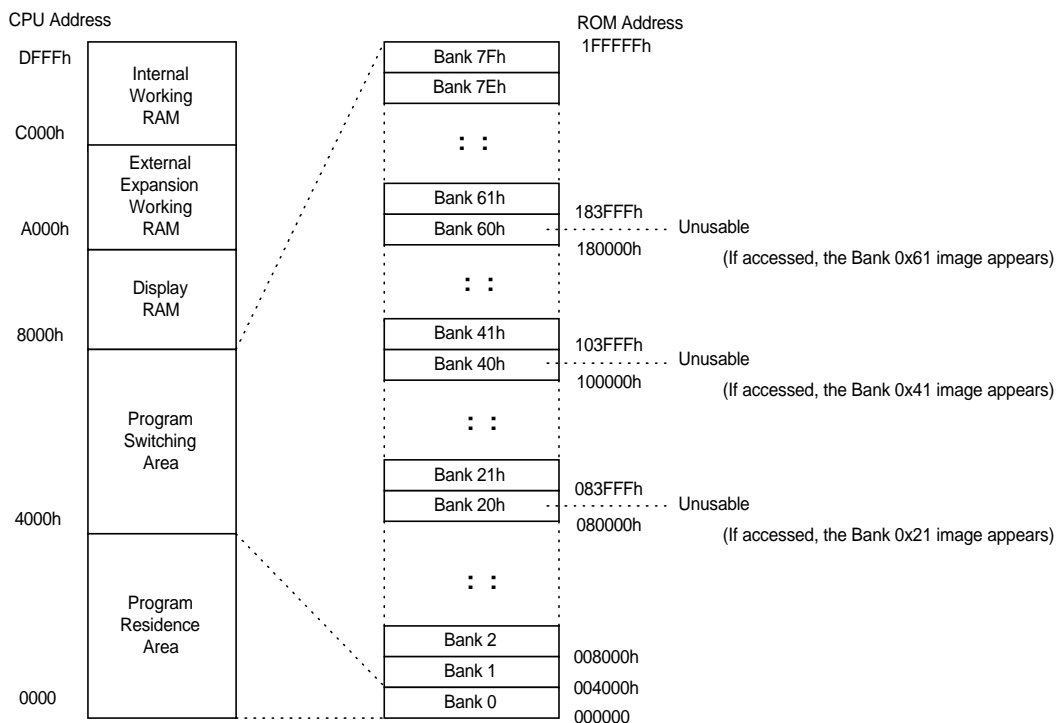 CPU Address
DFFFh
Internal
Working
RAM
C000h
External
Expansion
Working
RAM
A000h
Display
RAM
8000h
Program
Switching
Area
4000h
Program
Residence
Area
0000
ROM Address
1FFFFFh
Bank 7Fh
Bank 7Eh
: :
Bank 61h
183FFFh
Bank 60h
Unusable
180000h
(If accessed, the Bank 0x61 image appears)
: :
Bank 41h
103FFFh
Bank 40h
Unusable
100000h
(If accessed, the Bank 0x41 image appears)
: :
Bank 21h
083FFFh
Bank 20h
Unusable
080000h
(If accessed, the Bank 0x21 image appears)
: :
Bank 2
008000h
Bank 1
004000h
Bank 0
000000